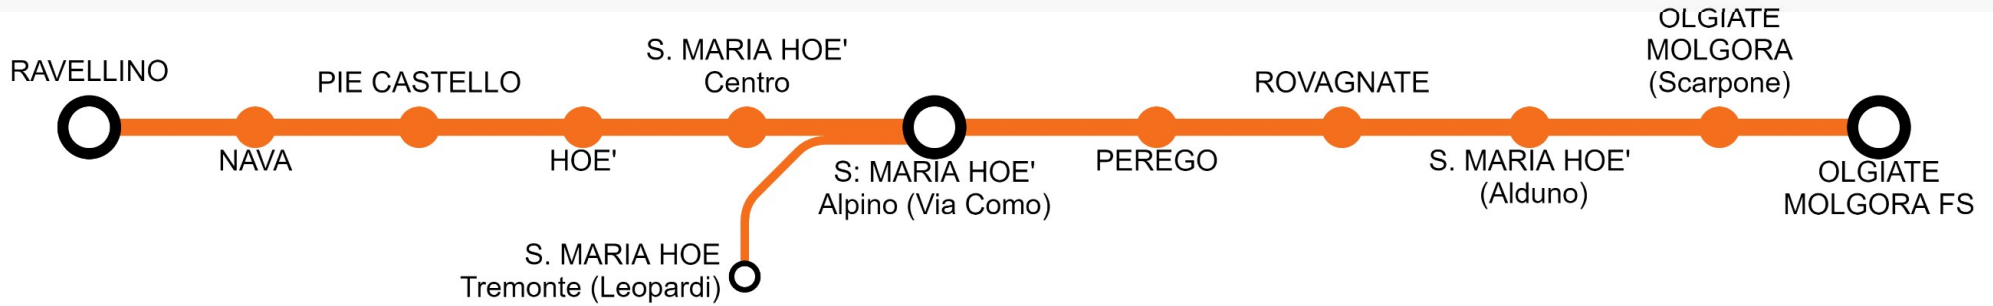 RAVELLINO
NAVA
PIE CASTELLO
HOE'
S. MARIA HOE'
Centro
S. MARIA HOE
Tremonte (Leopardi)
S: MARIA HOE'
Alpino (Via Como)
PEREGO
ROVAGNATE
S. MARIA HOE'
(Alduno)
OLGIATE
MOLGORA
(Scarpone)
OLGIATE
MOLGORA FS